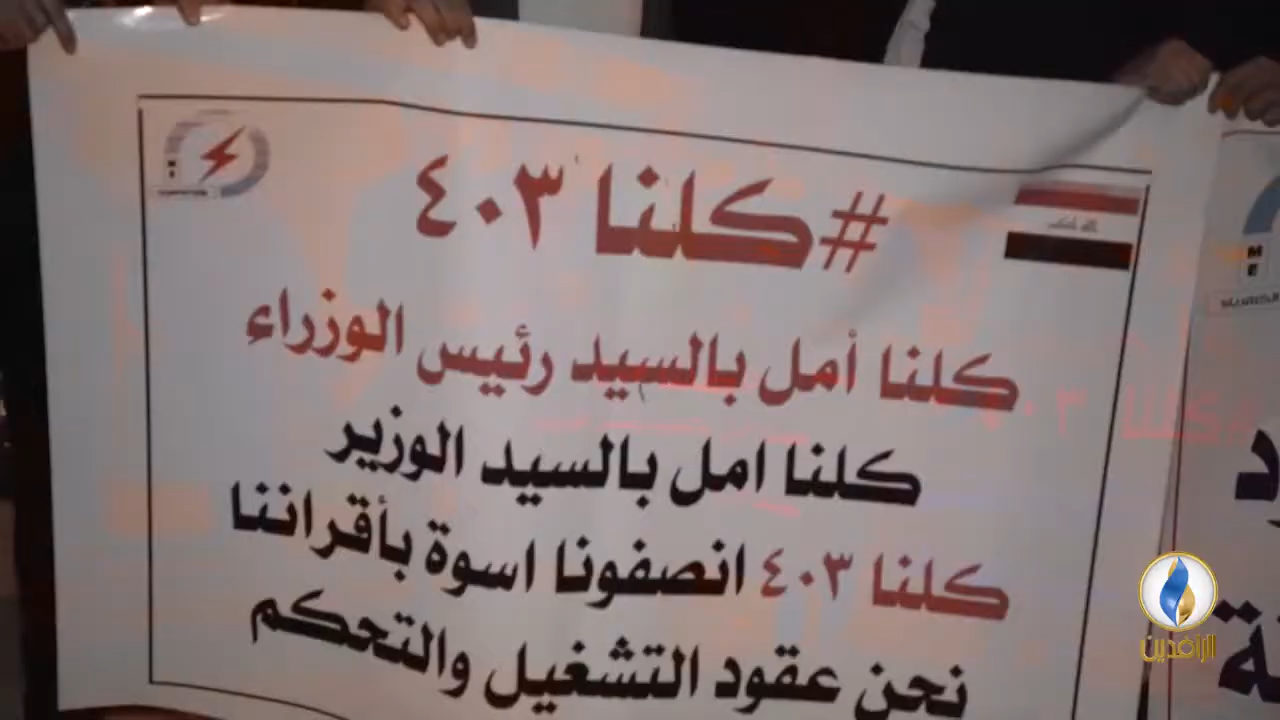 #كلنا ٤٠٣
كلنا أمل بالسيد رئيس الوزراء
كلنا امل بالسيد الوزير
كلنا ٤٠٣ انصفونا اسوة بأقراننا
نحن عقود التشغيل والتحكم
الرافدين